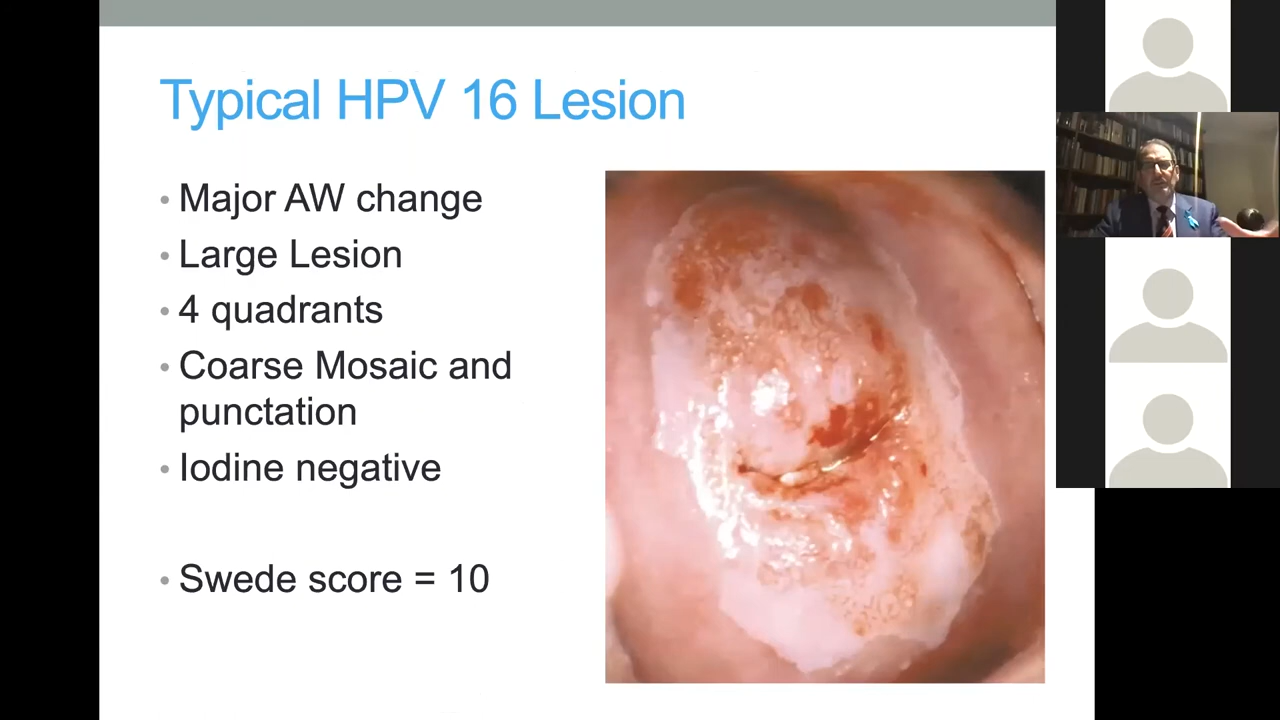 Typical HPV 16 Lesion
• Major AW change
• Large Lesion
• 4 quadrants
• Coarse Mosaic and
punctation
• Iodine negative
• Swede score = 10